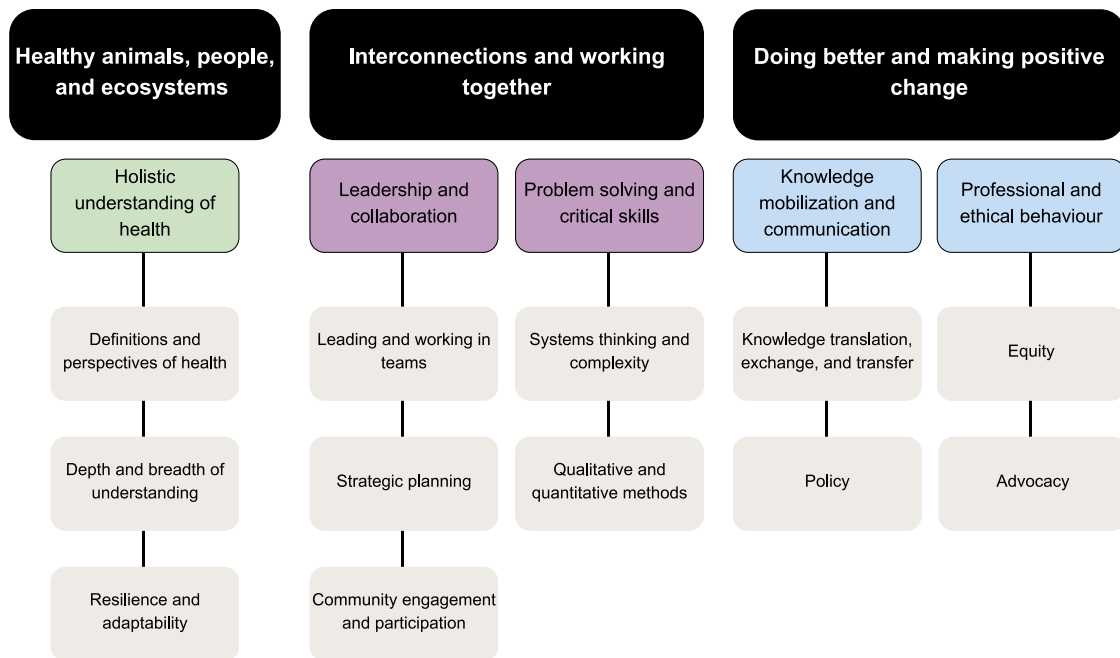 Healthy animals, people,
and ecosystems
Interconnections and working
together
Doing better and making positive
change
Holistic
understanding of
health
Leadership and
collaboration
Problem solving and
critical skills
Knowledge
mobilization and
communication
Professional and
ethical behaviour
Definitions and
perspectives of health
Leading and working in
teams
Systems thinking and
complexity
Knowledge translation,
exchange, and transfer
Equity
Depth and breadth of
understanding
Strategic planning
Qualitative and
quantitative methods
Policy
Advocacy
Resilience and
adaptability
Community engagement
and participation